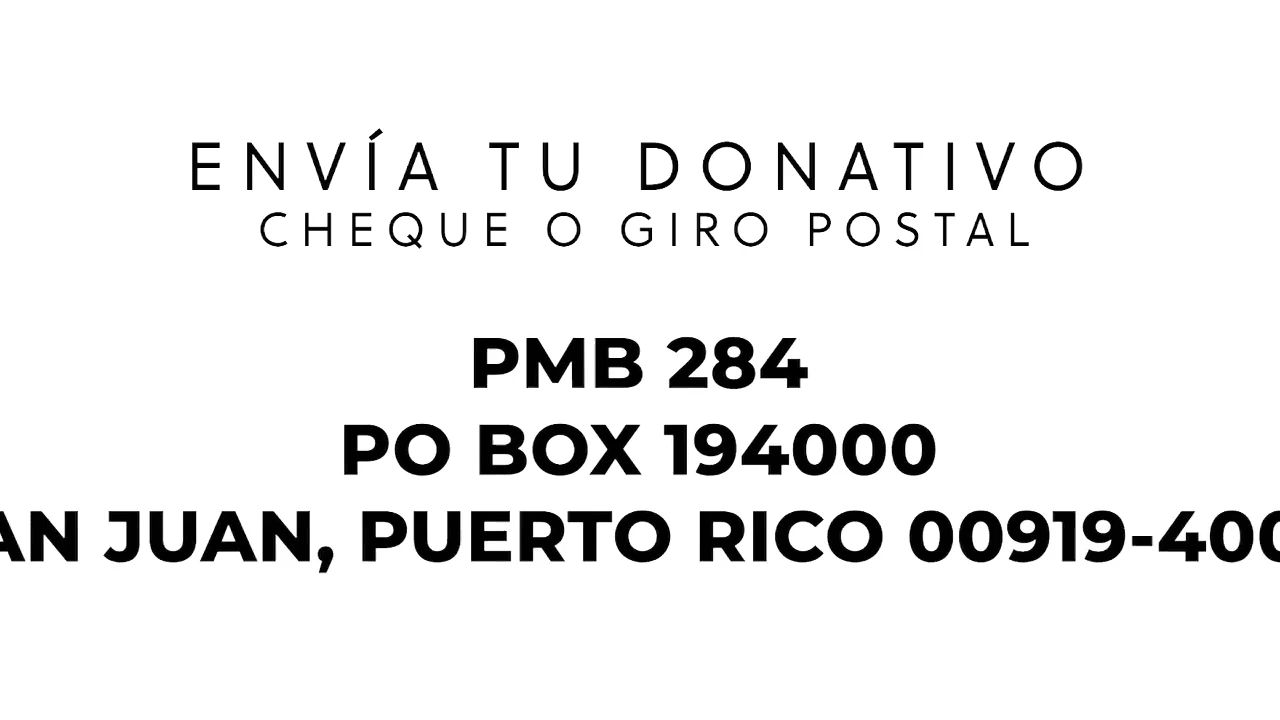 ENVÍA TU DONATIVO
CHEQUE O GIRO POSTAL
PMB 284
PO BOX 194000
AN JUAN, PUERTO RICO 00919-400